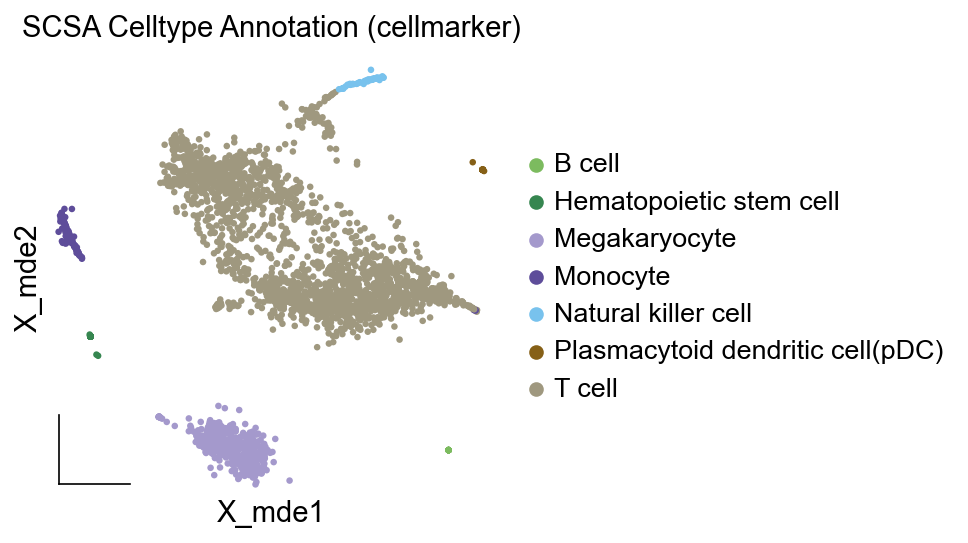 SCSA Celltype Annotation (cellmarker)
B cell
Hematopoietic stem cell
Megakaryocyte
Monocyte
Natural killer cell
Plasmacytoid dendritic cell(pDC)
T cell
X_mde2
X_mde1